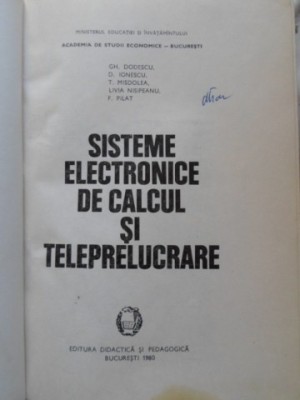 MINISTERUL EDUCAȚIEI ȘI ÎNVĂȚĂMÎNTULUI
ACADEMIA DE STUDII ECONOMICE — BUCUREȘTI
GH. DODESCU,
D. IONESCU,
T. MISDOLEA,
LIVIA NISIPEANU,
F. PILAT
SISTEME
ELECTRONICE
DE CALCUL
ȘI
TELEPRELUCRARE
EDITURA DIDACTICĂ ȘI PEDAGOGICĂ
BUCUREȘTI 1980